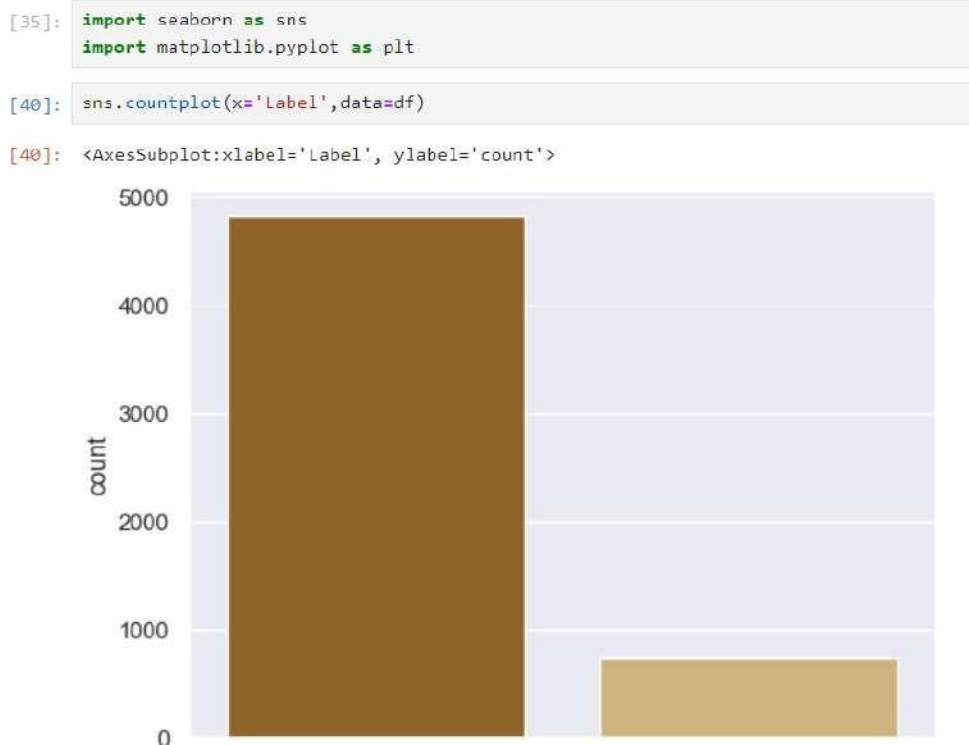 [35]: import seaborn as sns
import matplotlib.pyplot as plt
[40]: sns.countplot(x='Label',data=df)
[40]: <AxesSubplot:xlabel='Label', ylabel='count'>
5000
4000
3000
2000
1000
0
count